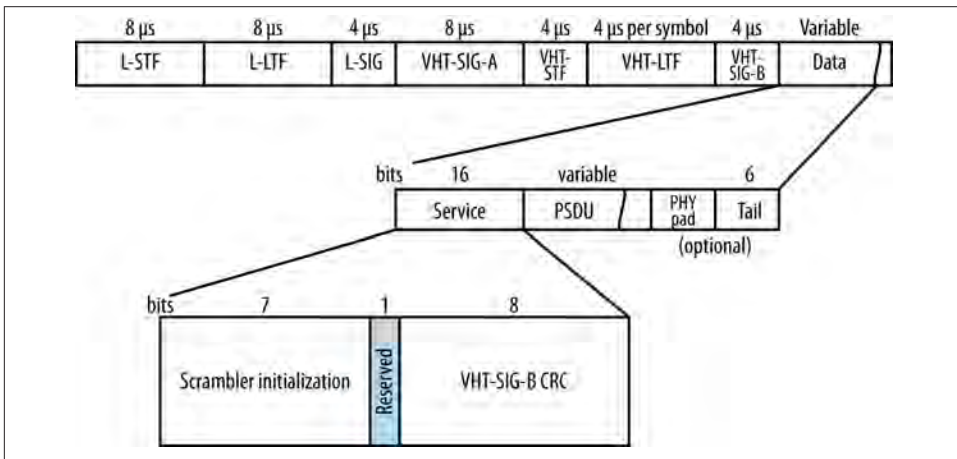 8 µs 8 µs 4 µs 8 µs 4 µs 4 µs per symbol 4 µs Variable
L-STF L-LTF L-SIG VHT-SIG-A VHT-STF VHT-LTF VHT-SIG-B Data
bits 16 variable 6
Service PSDU PHY pad Tail
(optional)
bits 7 1 8
Scrambler initialization Reserved VHT-SIG-B CRC